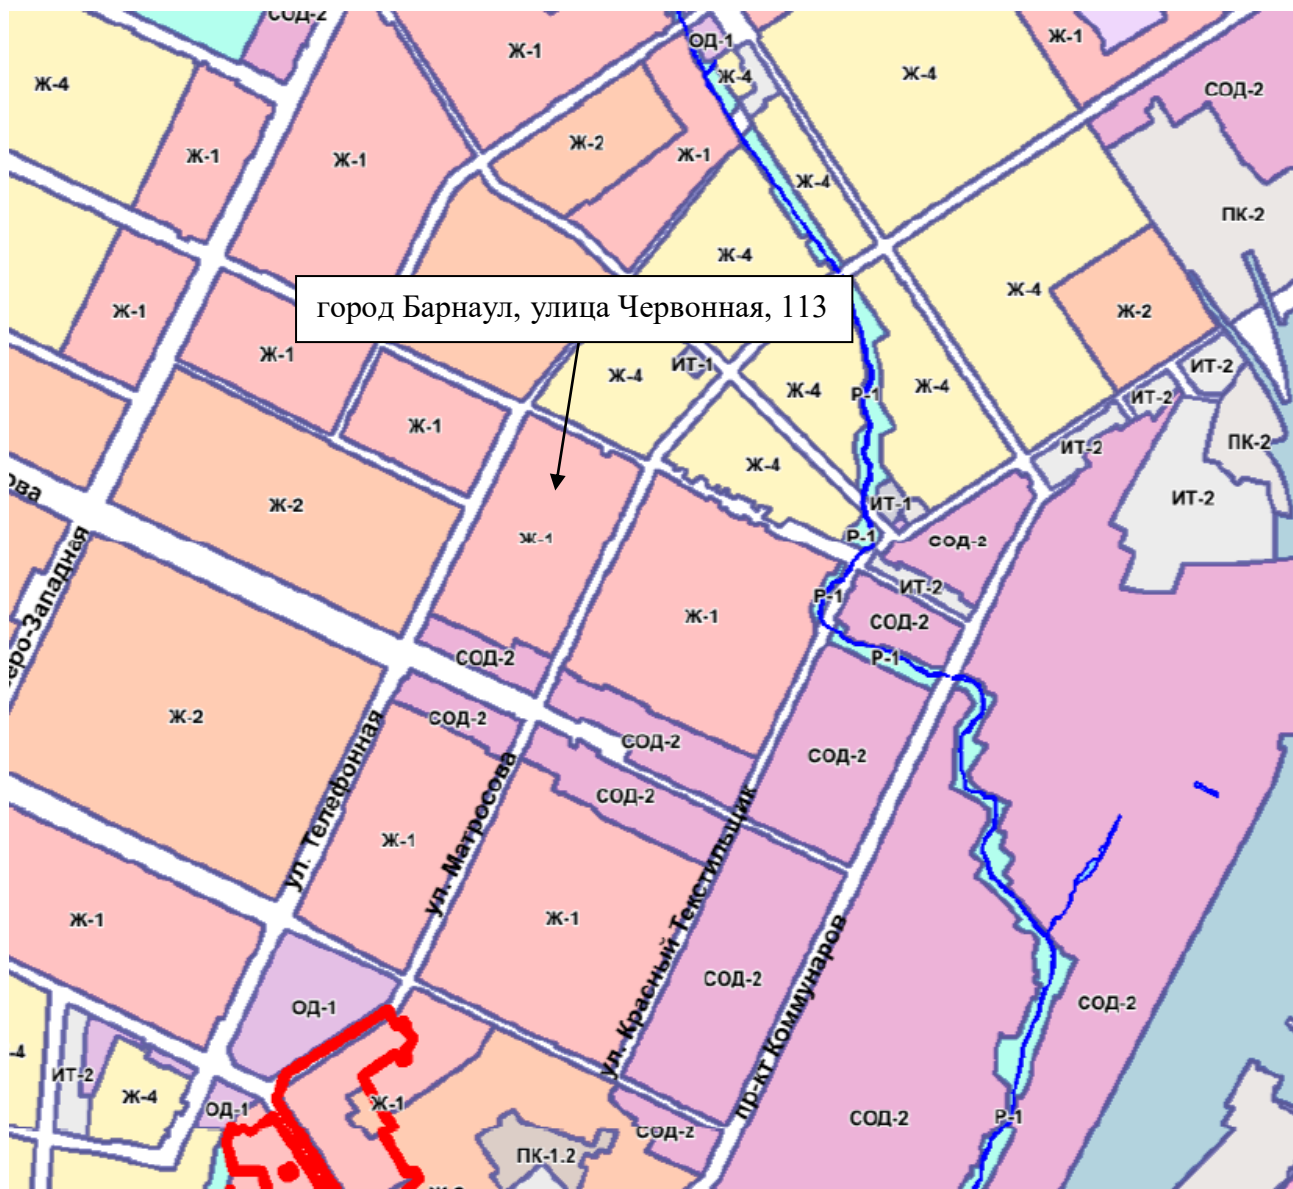 СОД-2
Ж-1
ОД-1
Ж-1
Ж-4
Ж-4
Ж-4
СОД-2
Ж-1
Ж-1
Ж-2
Ж-1
Ж-4
ПК-2
Ж-4
Ж-4
Ж-1
Ж-2
город Барнаул, улица Червонная, 113
Ж-1
Ж-4
ИТ-1
Ж-4
Р-1
Ж-4
ИТ-2
ИТ-2
Ж-1
ИТ-2
ПК-2
Ж-4
Ж-2
ИТ-1
ИТ-2
Ж-1
Р-1
СОД-2
Р-1
ИТ-2
Ж-1
СОД-2
СОД-2
Р-1
Ж-2
СОД-2
СОД-2
СОД-2
СОД-2
ул. Телефонная
ул. Матросова
ул. Красный Текстильщик
пр-кт Коммунаров
Ж-1
Ж-1
Ж-1
СОД-2
ОД-1
СОД-2
ИТ-2
Ж-4
ОД-1
Ж-1
СОД-2
СОД-2
Р-1
ПК-1.2